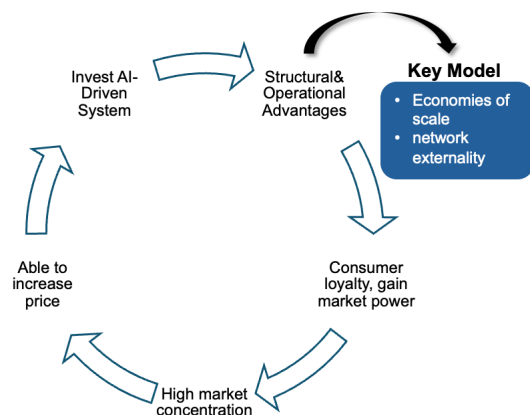 Invest AI-
Driven
System
Structural&
Operational
Advantages
Key Model
• Economies of
scale
• network
externality
Consumer
loyalty, gain
market power
High market
concentration
Able to
increase
price